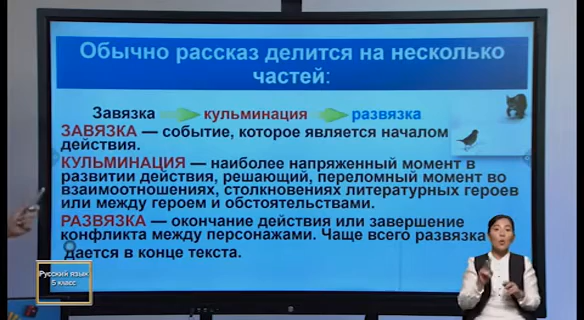 Обычно рассказ делится на несколько
частей:
Завязка кульминация развязка
ЗАВЯЗКА — событие, которое является началом
действия.
КУЛЬМИНАЦИЯ — наиболее напряженный момент в
развитии действия, решающий, переломный момент во
взаимоотношениях, столкновениях литературных героев
или между героем и обстоятельствами.
РАЗВЯЗКА — окончание действия или завершение
конфликта между персонажами. Чаще всего развязка
дается в конце текста.
Русский язык
5 класс